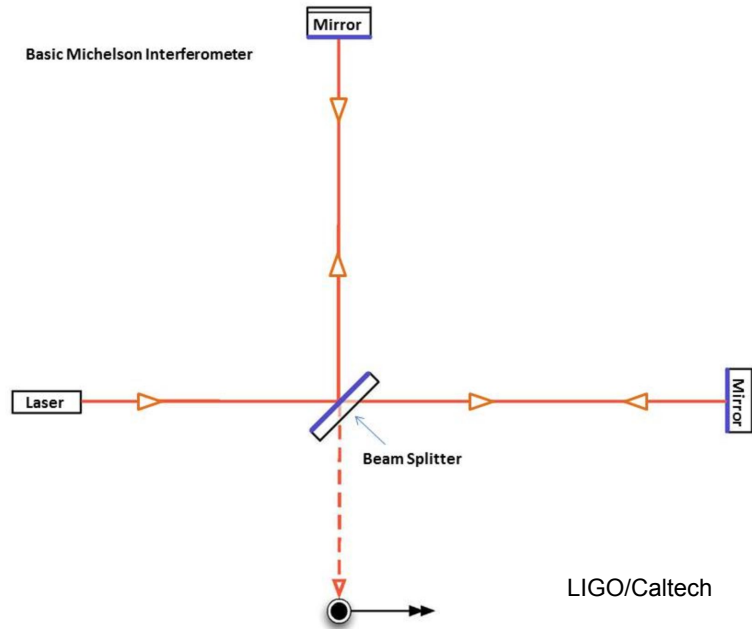 Mirror
Basic Michelson Interferometer
Laser
Mirror
Beam Splitter
LIGO/Caltech